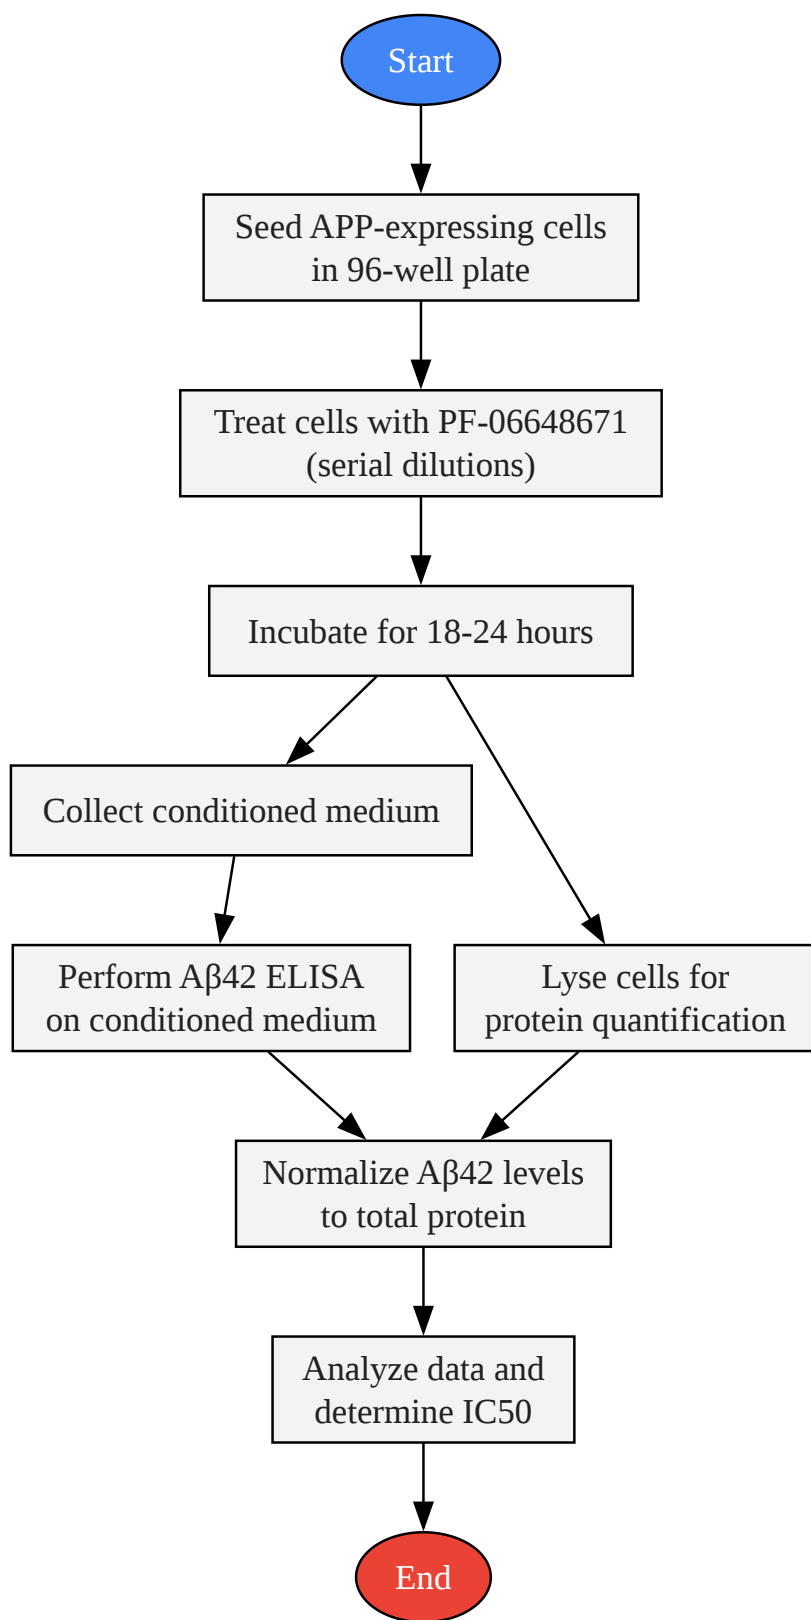 Start
Seed APP-expressing cells
in 96-well plate
Treat cells with PF-06648671
(serial dilutions)
Incubate for 18-24 hours
Collect conditioned medium
Perform Aβ42 ELISA
on conditioned medium
Lyse cells for
protein quantification
Normalize Aβ42 levels
to total protein
Analyze data and
determine IC50
End